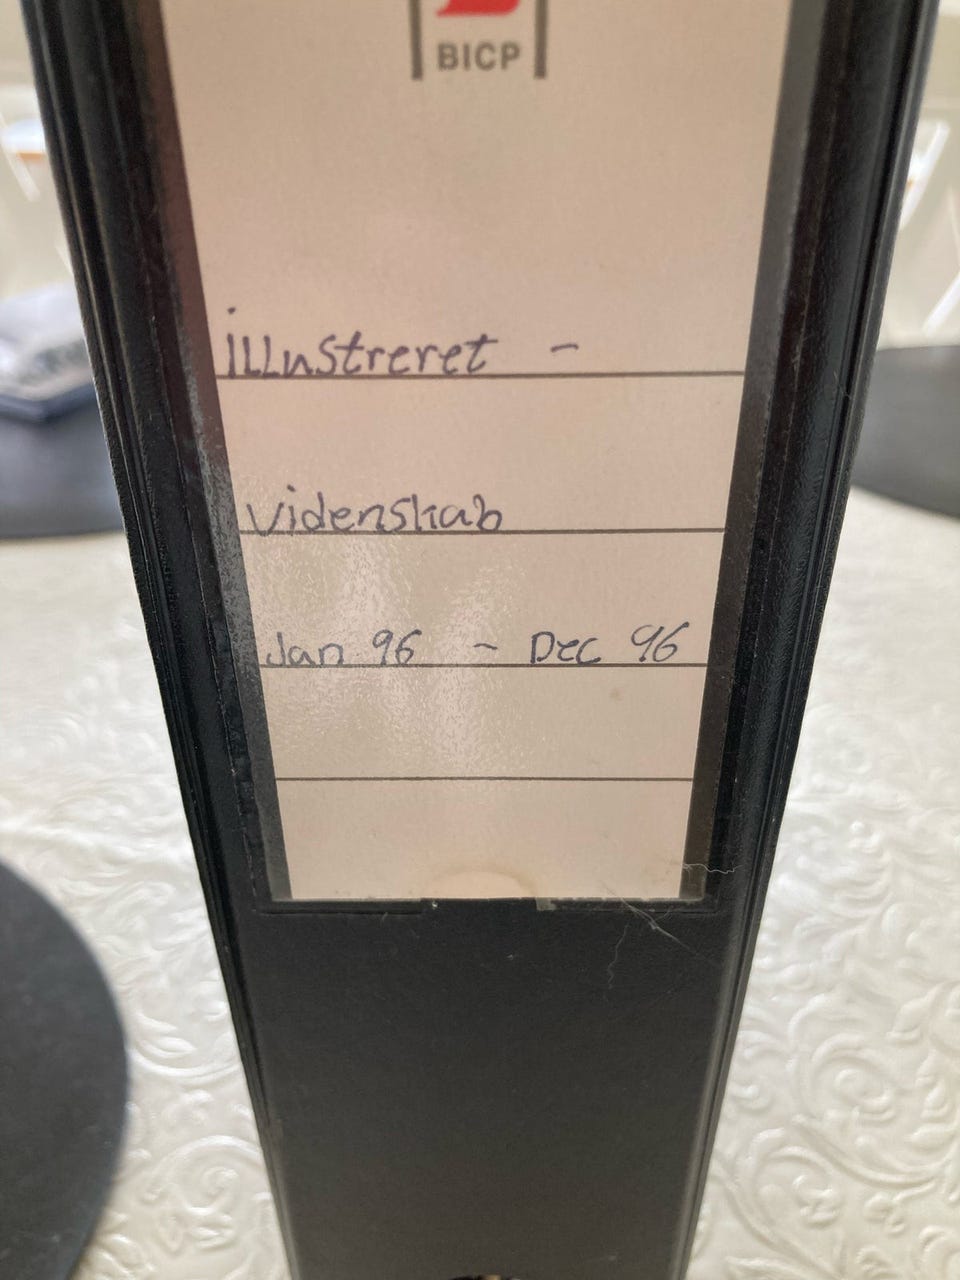 BICP
illustreret -
Videnskab
Jan 96 - Dec 96